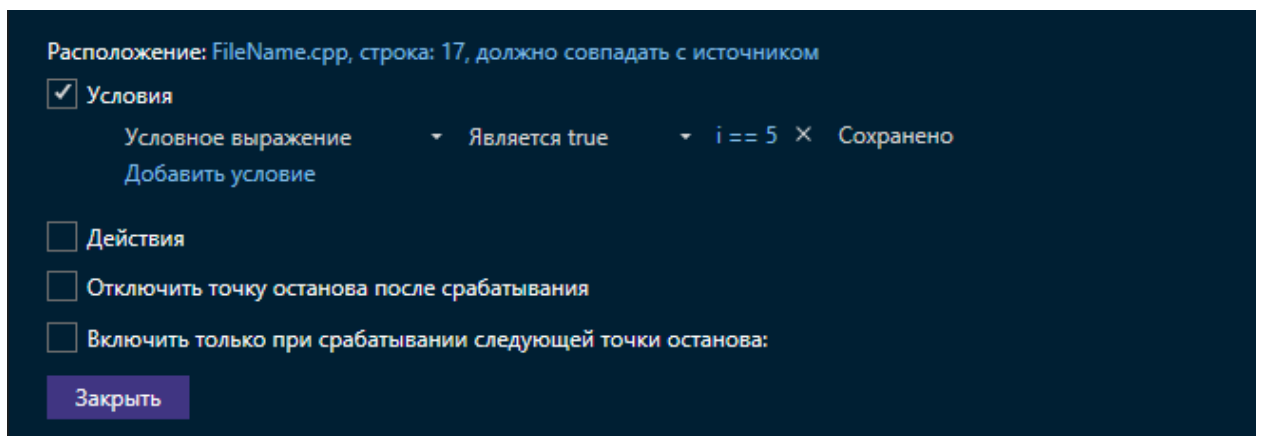 Расположение: FileName.cpp, строка: 17, должно совпадать с источником
Условия
Условное выражение Является true i == 5 × Сохранено
Добавить условие
Действия
Отключить точку останова после срабатывания
Включить только при срабатывании следующей точки останова:
Закрыть